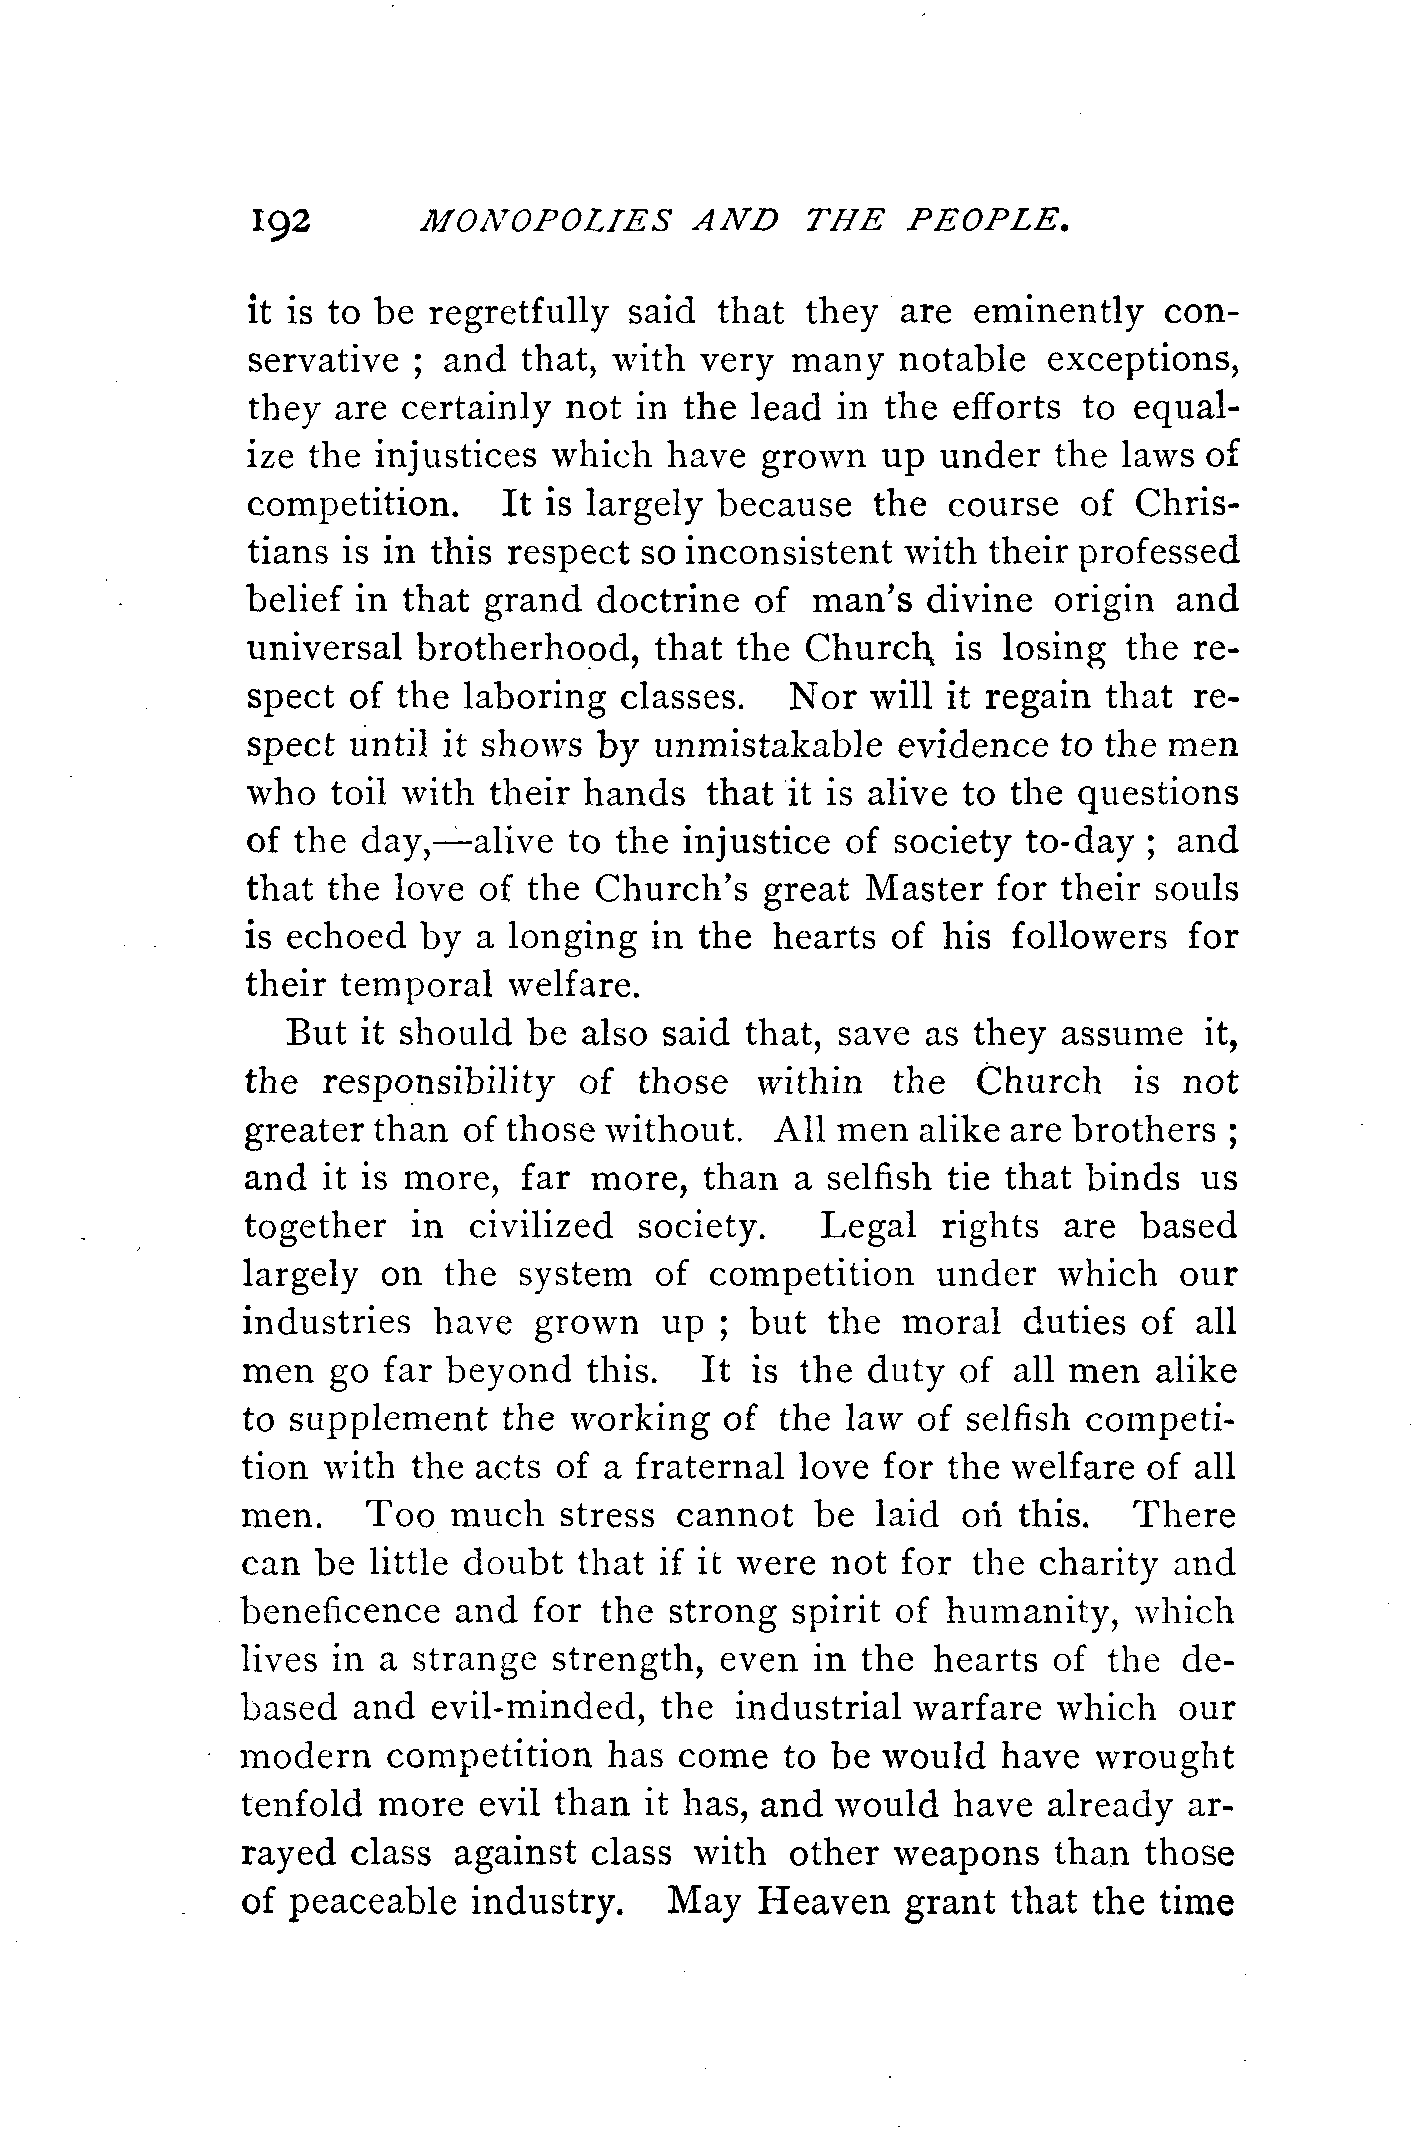 192 MONOPOLIES AND THE PEOPLE.
it is to be regretfully said that they are eminently con-
servative ; and that, with very many notable exceptions,
they are certainly not in the lead in the efforts to equal-
ize the injustices which have grown up under the laws of
competition. It is largely because the course of Chris-
tians is in this respect so inconsistent with their professed
belief in that grand doctrine of man's divine origin and
universal brotherhood, that the Church is losing the re-
spect of the laboring classes. Nor will it regain that re-
spect until it shows by unmistakable evidence to the men
who toil with their hands that it is alive to the questions
of the day,—alive to the injustice of society to-day ; and
that the love of the Church's great Master for their souls
is echoed by a longing in the hearts of his followers for
their temporal welfare.
But it should be also said that, save as they assume it,
the responsibility of those within the Church is not
greater than of those without. All men alike are brothers ;
and it is more, far more, than a selfish tie that binds us
together in civilized society. Legal rights are based
largely on the system of competition under which our
industries have grown up ; but the moral duties of all
men go far beyond this. It is the duty of all men alike
to supplement the working of the law of selfish competi-
tion with the acts of a fraternal love for the welfare of all
men. Too much stress cannot be laid on this. There
can be little doubt that if it were not for the charity and
beneficence and for the strong spirit of humanity, which
lives in a strange strength, even in the hearts of the de-
based and evil-minded, the industrial warfare which our
modern competition has come to be would have wrought
tenfold more evil than it has, and would have already ar-
rayed class against class with other weapons than those
of peaceable industry. May Heaven grant that the time